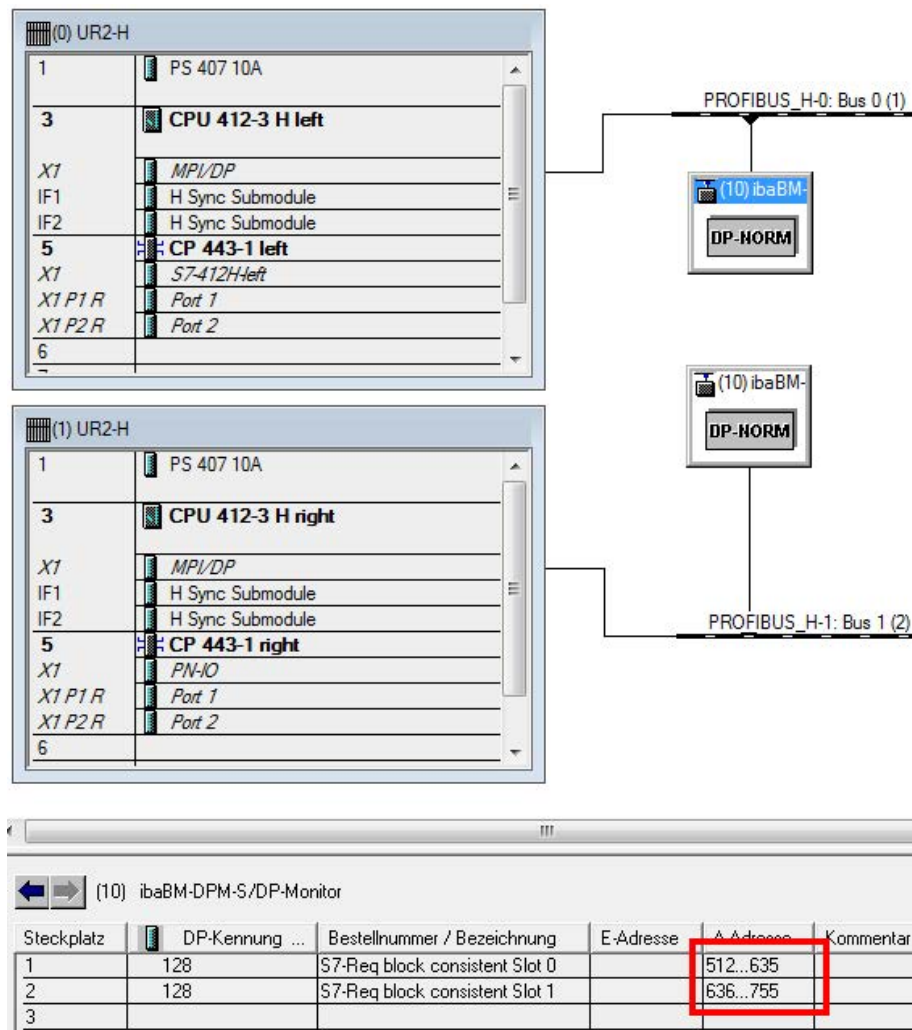 (0) UR2-H
1 PS 407 10A
3 CPU 412-3 H left
X1 MPI/DP
IF1 H Sync Submodule
IF2 H Sync Submodule
5 CP 443-1 left
X1 S7-412H-left
X1 P1 R Port 1
X1 P2 R Port 2
6
PROFIBUS_H-0: Bus 0 (1)
(10) ibaBM-
DP-NORM
(10) ibaBM-
DP-NORM
PROFIBUS_H-1: Bus 1 (2)
(1) UR2-H
1 PS 407 10A
3 CPU 412-3 H right
X1 MPI/DP
IF1 H Sync Submodule
IF2 H Sync Submodule
5 CP 443-1 right
X1 PN-IO
X1 P1 R Port 1
X1 P2 R Port 2
6
(10) ibaBM-DPM-S/DP-Monitor
Steckplatz DP-Kennung ... Bestellnummer / Bezeichnung E-Adresse A-Adresse Kommentar
1 128 S7-Req block consistent Slot 0 512...635
2 128 S7-Req block consistent Slot 1 636...755
3